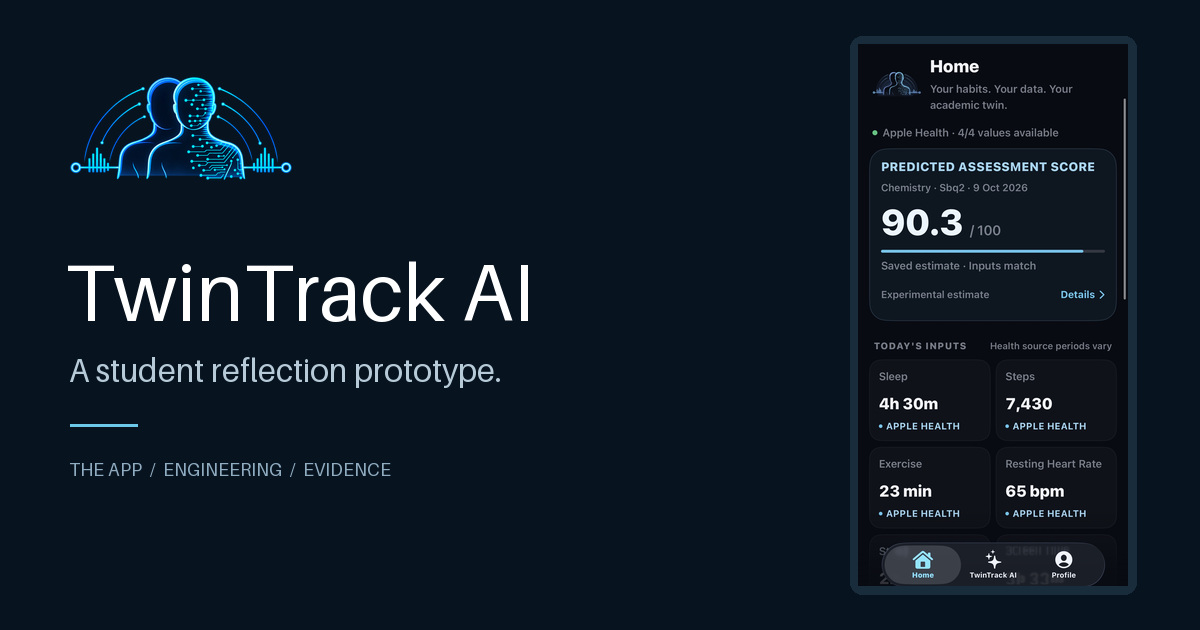 TwinTrack AI
A student reflection prototype.
THE APP / ENGINEERING / EVIDENCE
Home
Your habits. Your data. Your
academic twin.
Apple Health · 4/4 values available
PREDICTED ASSESSMENT SCORE
Chemistry · Sbq2 · 9 Oct 2026
90.3 / 100
Saved estimate · Inputs match
Experimental estimate
Details
TODAY'S INPUTS
Health source periods vary
Sleep
4h 30m
• APPLE HEALTH
Steps
7,430
• APPLE HEALTH
Exercise
23 min
• APPLE HEALTH
Resting Heart Rate
65 bpm
• APPLE HEALTH
Home
TwinTrack AI
Profile